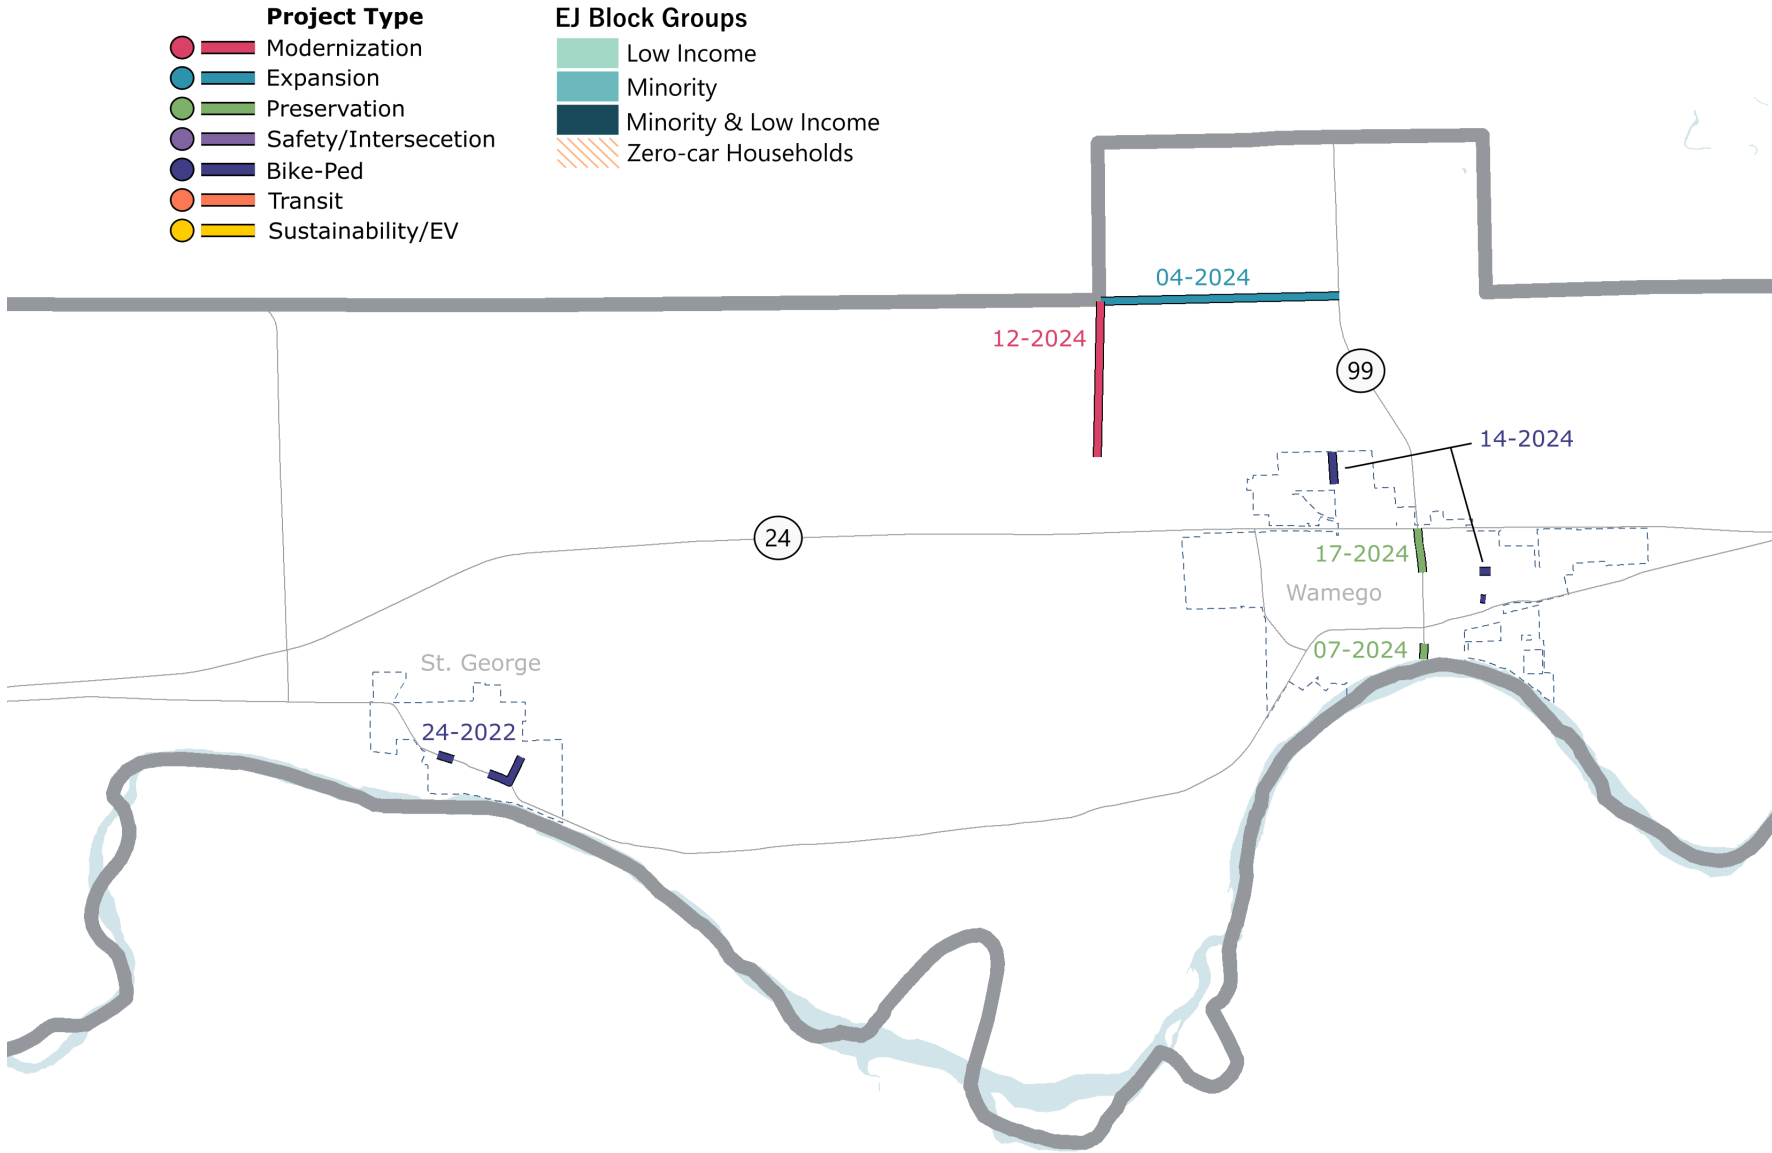 Project Type
Modernization
Expansion
Preservation
Safety/Intersecetion
Bike-Ped
Transit
Sustainability/EV
EJ Block Groups
Low Income
Minority
Minority & Low Income
Zero-car Households
04-2024
12-2024
99
14-2024
24
17-2024
Wamego
07-2024
St. George
24-2022